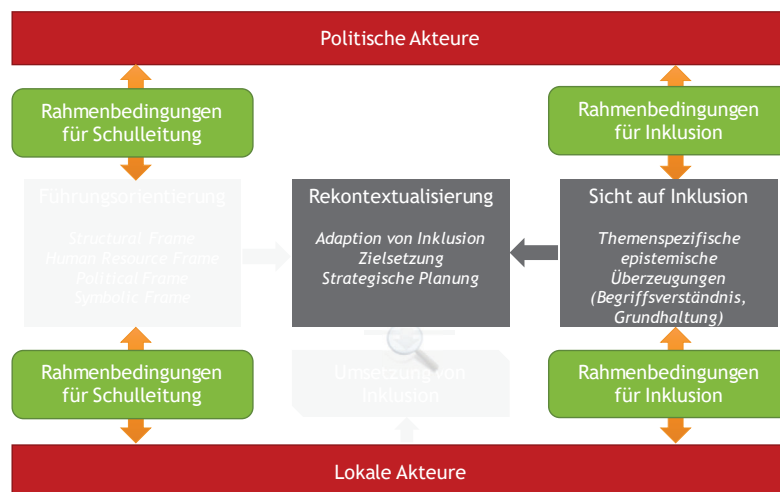 Politische Akteure
Rahmenbedingungen
für Schulleitung
Rahmenbedingungen
für Inklusion
Führungsorientierung
Structural Frame
Human Resource Frame
Political Frame
Symbolic Frame
Rekontextualisierung
Adaption von Inklusion
Zielsetzung
Strategische Planung
Sicht auf Inklusion
Themenspezifische
epistemische
Überzeugungen
(Begriffsverständnis,
Grundhaltung)
Rahmenbedingungen
für Schulleitung
Umsetzung von
Inklusion
Rahmenbedingungen
für Inklusion
Lokale Akteure